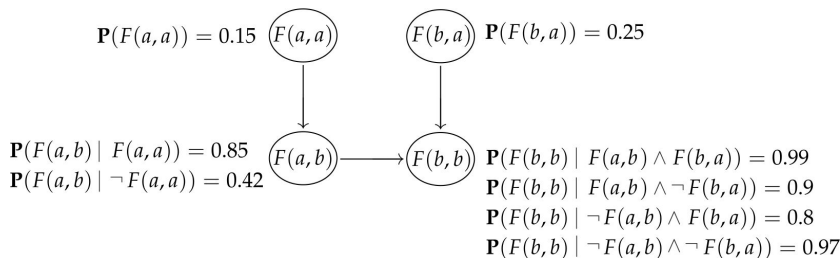 P(F(a,a)) = 0.15 F(a,a) F(b,a) P(F(b,a)) = 0.25
P(F(a,b) | F(a,a)) = 0.85
P(F(a,b) | ¬F(a,a)) = 0.42
F(a,b) F(b,b)
P(F(b,b) | F(a,b) ∧ F(b,a)) = 0.99
P(F(b,b) | F(a,b) ∧ ¬F(b,a)) = 0.9
P(F(b,b) | ¬F(a,b) ∧ F(b,a)) = 0.8
P(F(b,b) | ¬F(a,b) ∧ ¬F(b,a)) = 0.97